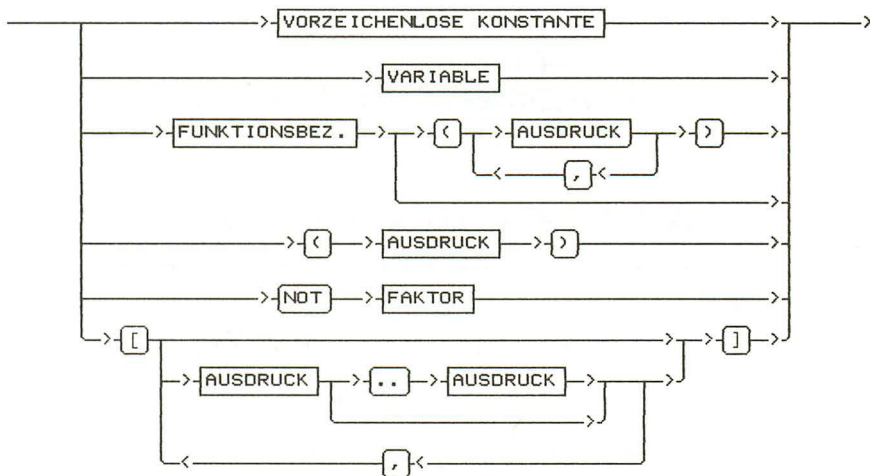 VORZEICHENLOSE KONSTANTE
VARIABLE
FUNKTIONSBEZ. ( AUSDRUCK )
,
( AUSDRUCK )
NOT FAKTOR
[ ]
AUSDRUCK .. AUSDRUCK
,